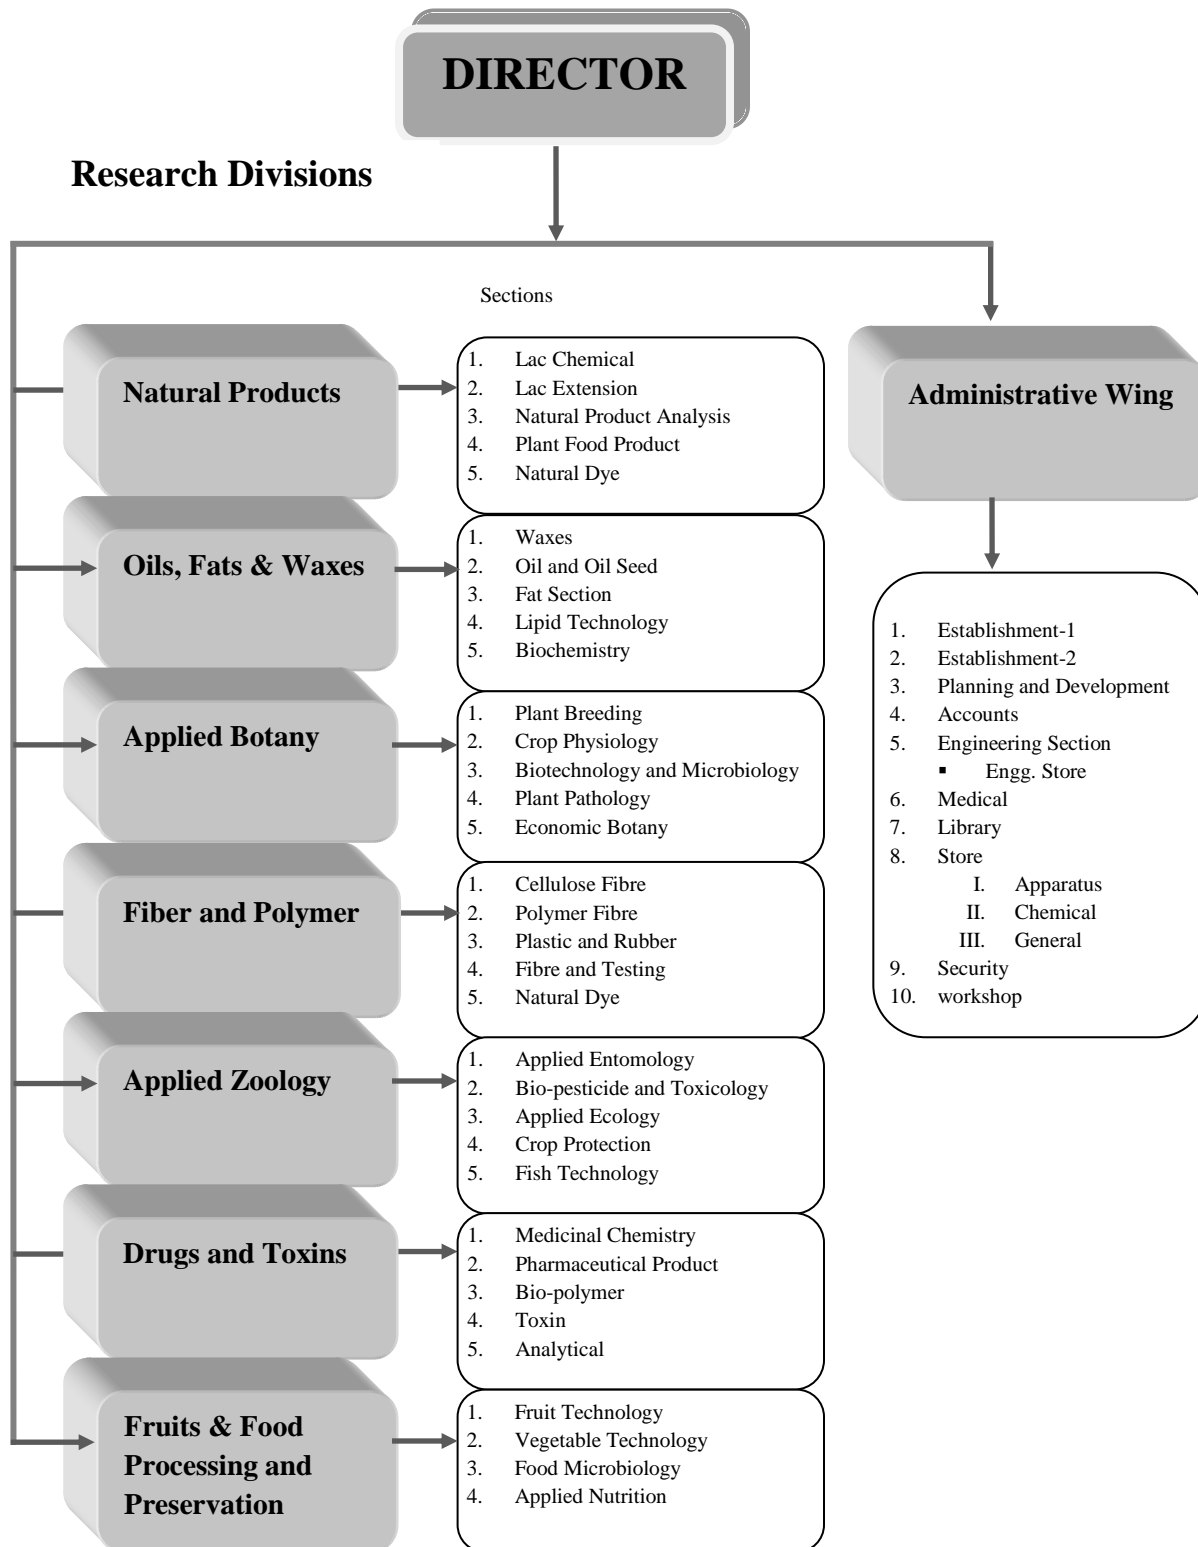 DIRECTOR
Research Divisions
Sections
Natural Products
1. Lac Chemical
2. Lac Extension
3. Natural Product Analysis
4. Plant Food Product
5. Natural Dye
Administrative Wing
Oils, Fats & Waxes
1. Waxes
2. Oil and Oil Seed
3. Fat Section
4. Lipid Technology
5. Biochemistry
1. Establishment-1
2. Establishment-2
3. Planning and Development
4. Accounts
5. Engineering Section
▪ Engg. Store
6. Medical
7. Library
8. Store
I. Apparatus
II. Chemical
III. General
9. Security
10. workshop
Applied Botany
1. Plant Breeding
2. Crop Physiology
3. Biotechnology and Microbiology
4. Plant Pathology
5. Economic Botany
Fiber and Polymer
1. Cellulose Fibre
2. Polymer Fibre
3. Plastic and Rubber
4. Fibre and Testing
5. Natural Dye
Applied Zoology
1. Applied Entomology
2. Bio-pesticide and Toxicology
3. Applied Ecology
4. Crop Protection
5. Fish Technology
Drugs and Toxins
1. Medicinal Chemistry
2. Pharmaceutical Product
3. Bio-polymer
4. Toxin
5. Analytical
Fruits & Food
Processing and
Preservation
1. Fruit Technology
2. Vegetable Technology
3. Food Microbiology
4. Applied Nutrition